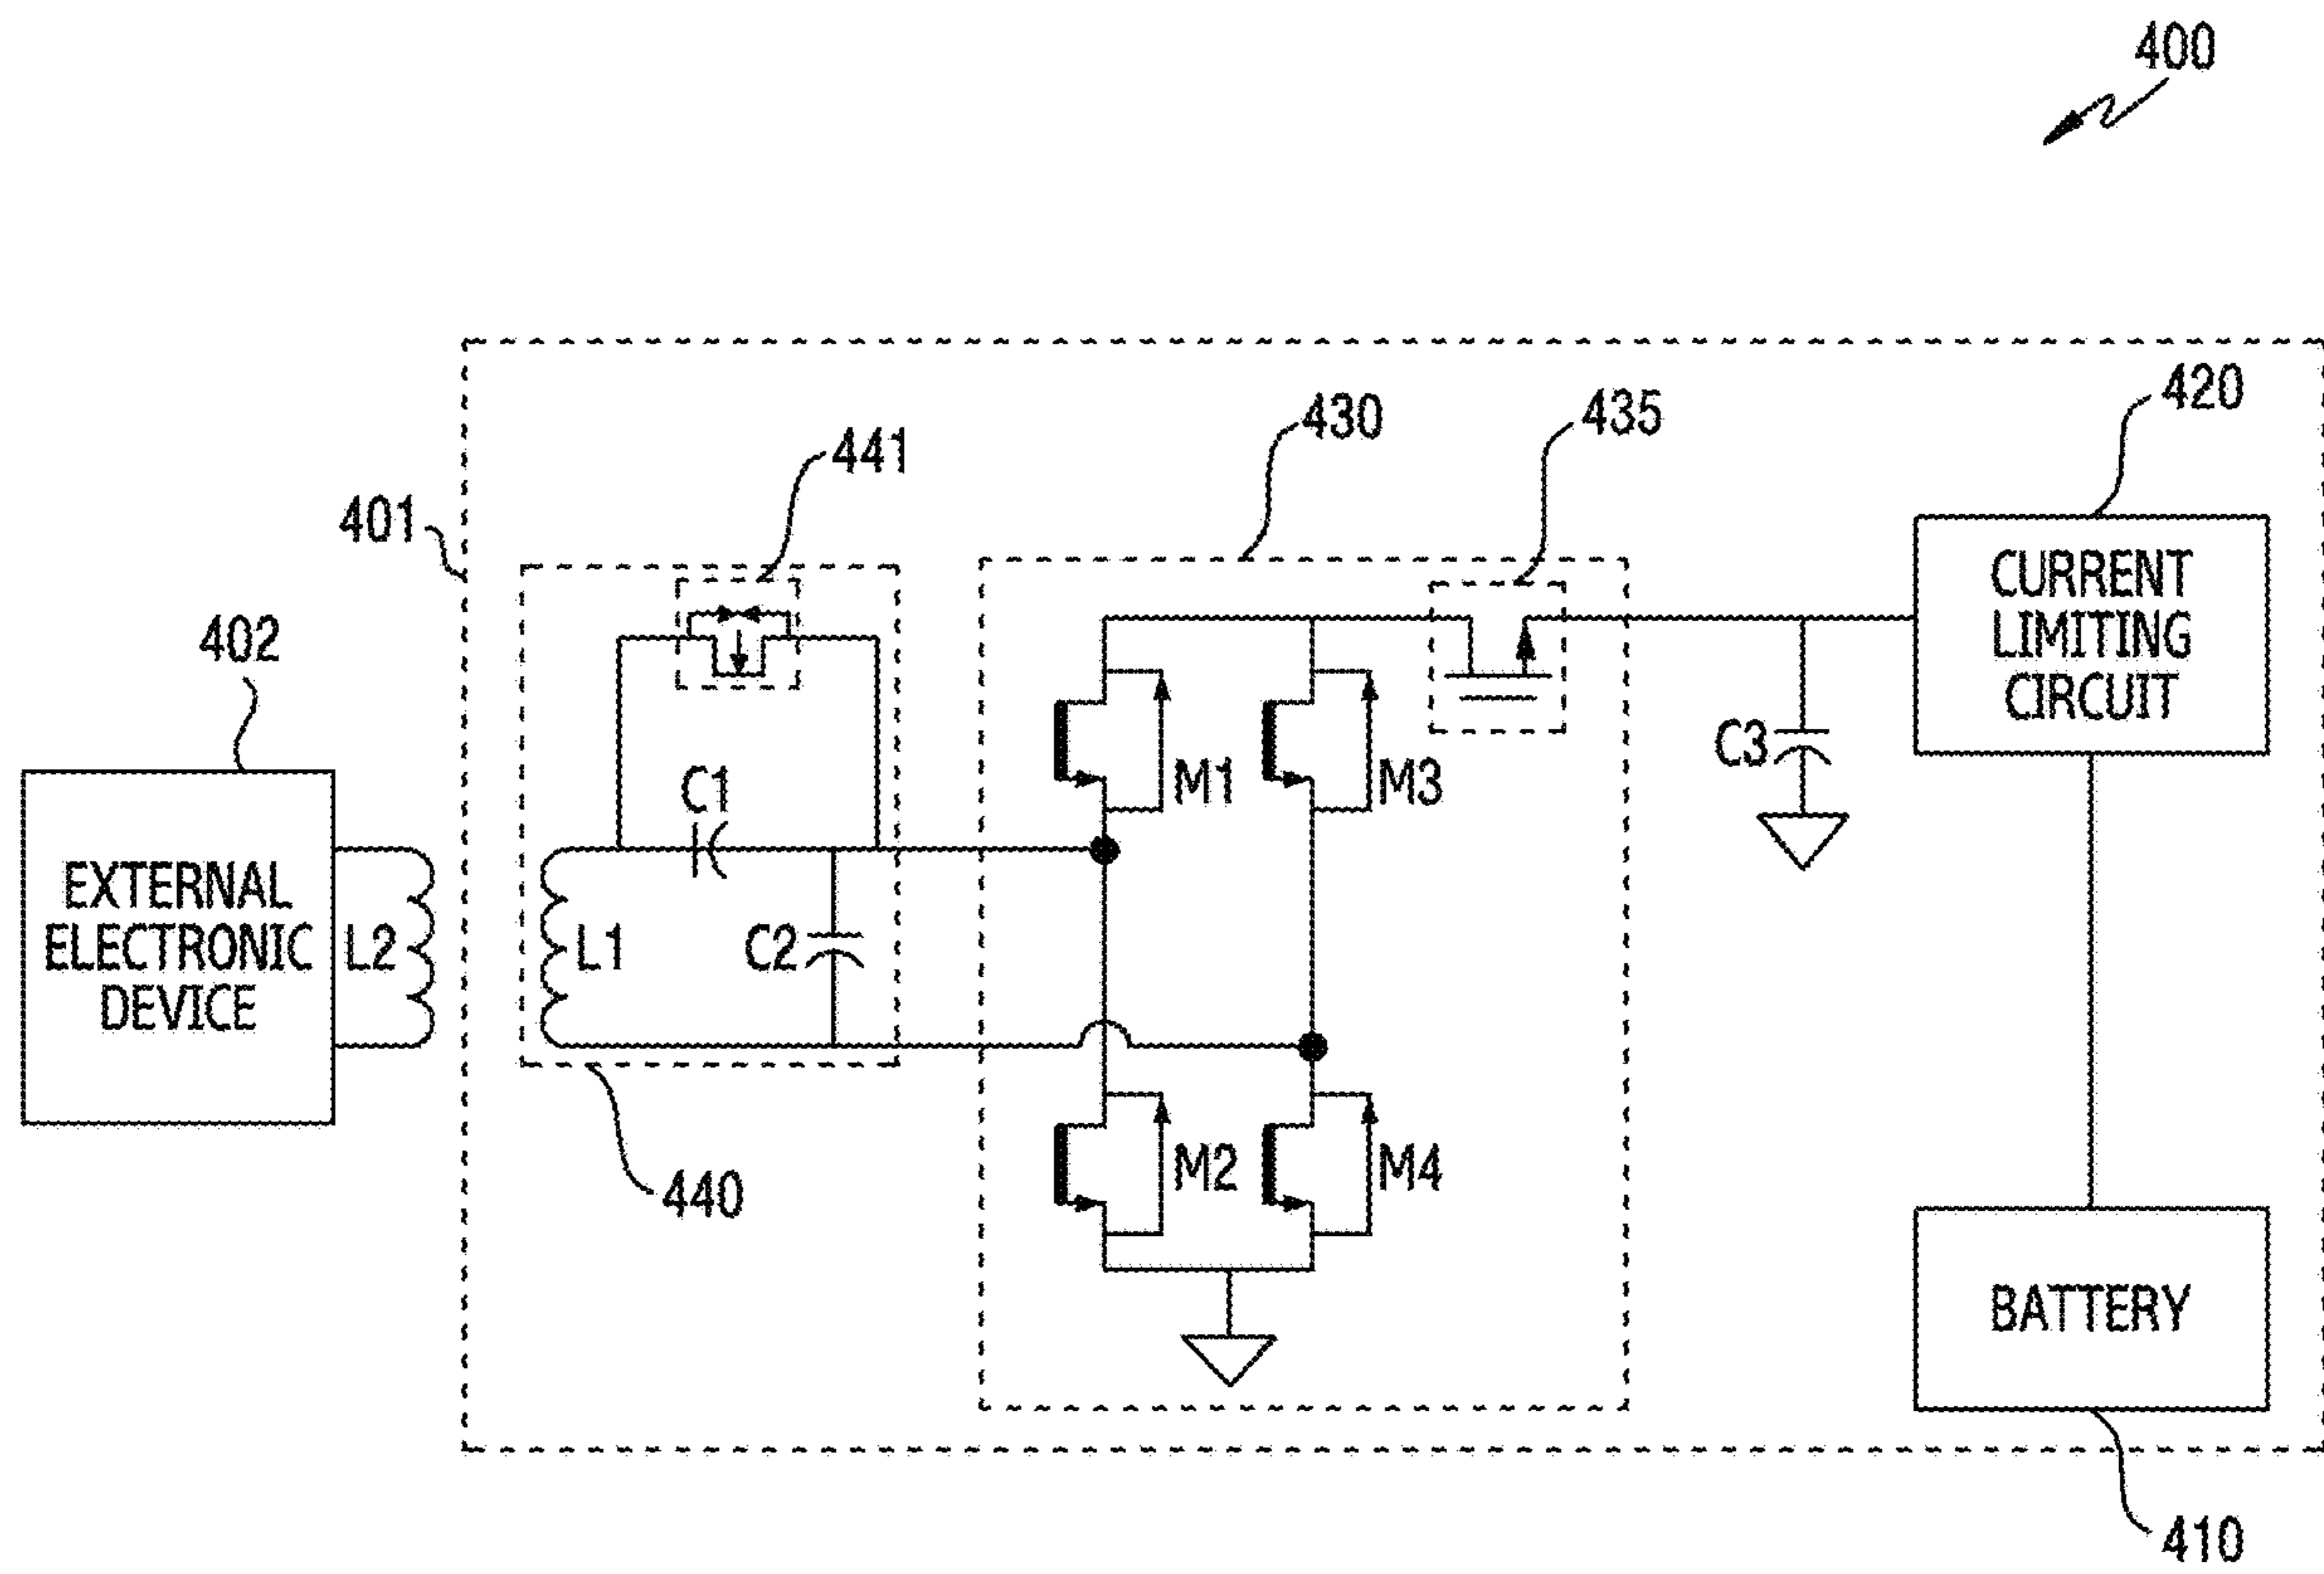 400
420
430
435
441
401
CURRENT
LIMITING
CIRCUIT
402
M1
M3
C3
C1
EXTERNAL
ELECTRONIC
DEVICE
L2
L1
C2
M2
M4
440
BATTERY
410